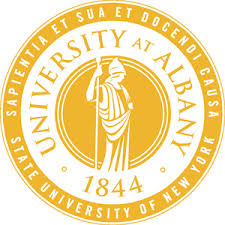 SAPIENTIA ET SUA ET DOCENDI CAUSA
UNIVERSITY AT ALBANY
· 1844 ·
STATE UNIVERSITY OF NEW YORK